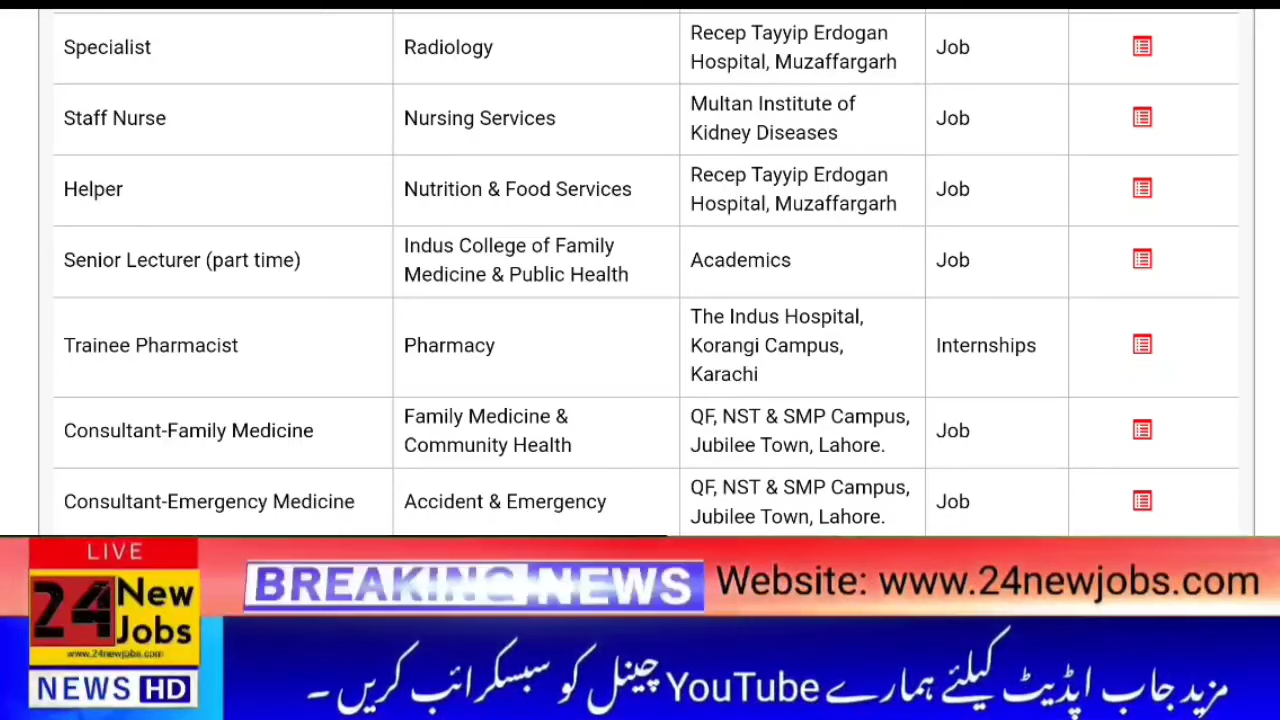 Specialist
Radiology
Recep Tayyip Erdogan
Hospital, Muzaffargarh
Job
Staff Nurse
Nursing Services
Multan Institute of
Kidney Diseases
Job
Helper
Nutrition & Food Services
Recep Tayyip Erdogan
Hospital, Muzaffargarh
Job
Senior Lecturer (part time)
Indus College of Family
Medicine & Public Health
Academics
Job
Trainee Pharmacist
Pharmacy
The Indus Hospital,
Korangi Campus,
Karachi
Internships
Consultant-Family Medicine
Family Medicine &
Community Health
QF, NST & SMP Campus,
Jubilee Town, Lahore.
Job
Consultant-Emergency Medicine
Accident & Emergency
QF, NST & SMP Campus,
Jubilee Town, Lahore.
Job
LIVE
24 New
Jobs
www.24newjobs.com
NEWS HD
BREAKING NEWS
Website: www.24newjobs.com
مزید جاب اپڈیٹ کیلئے ہمارے YouTube چینل کو سبسکرائب کریں ۔